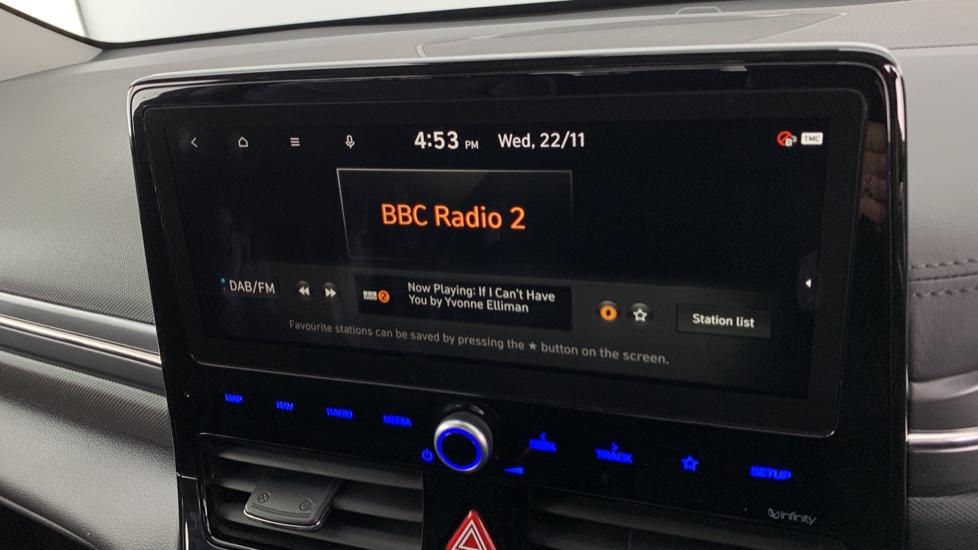 4:53 PM Wed, 22/11
TMC
BBC Radio 2
DAB/FM
BBC
2
Now Playing: If I Can't Have
You by Yvonne Elliman
Station list
Favourite stations can be saved by pressing the ★ button on the screen.
MAP
NAV
RADIO
MEDIA
SEEK
TRACK
SETUP
Infinity